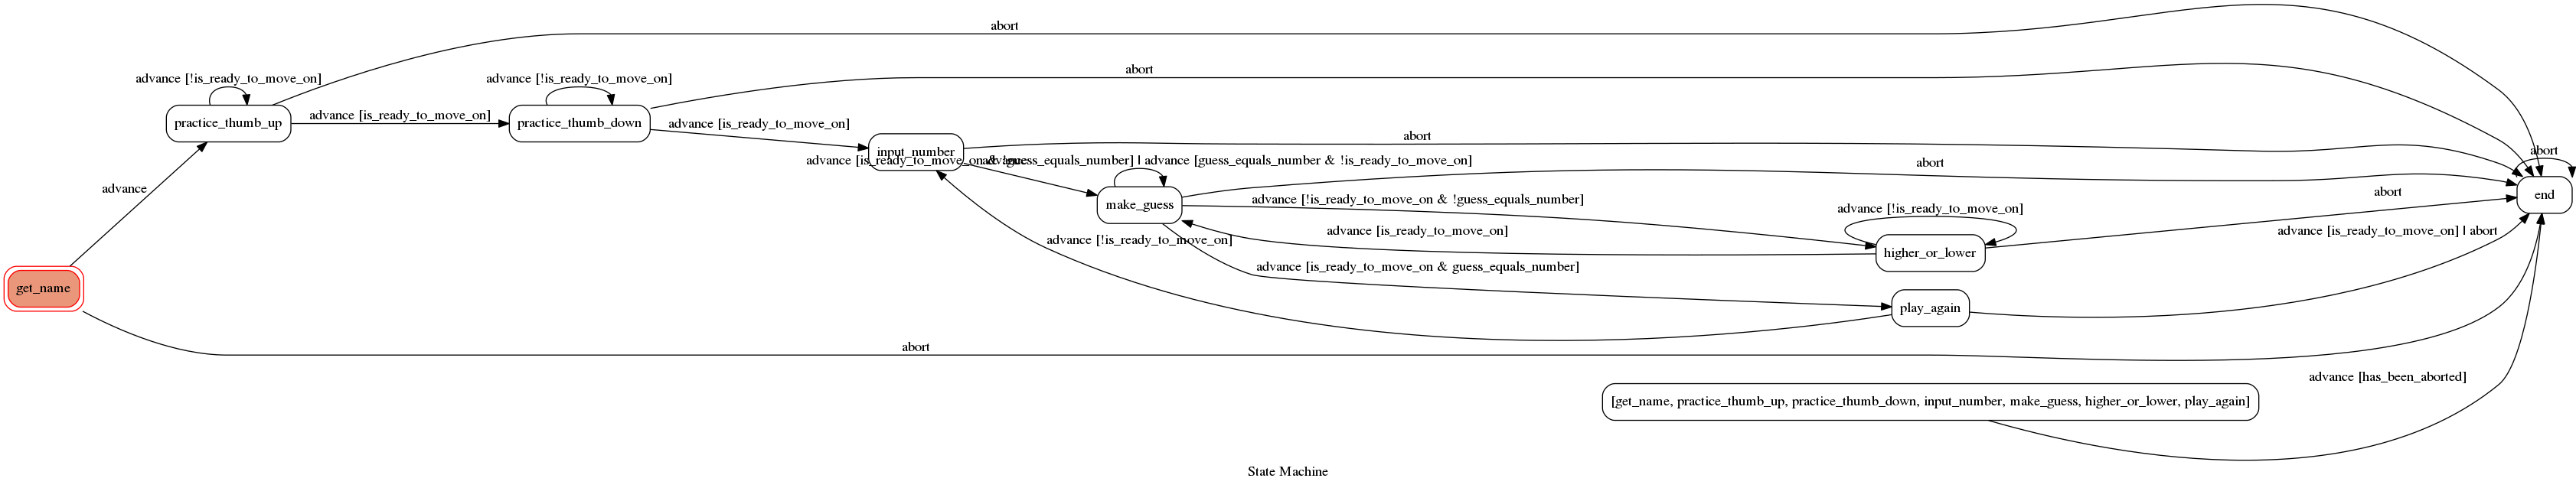 abort
advance [!is_ready_to_move_on]
advance [!is_ready_to_move_on]
abort
advance [is_ready_to_move_on]
practice_thumb_up
practice_thumb_down
advance [is_ready_to_move_on]
abort
input_number
advance
advance [is_ready_to_move_on & !guess_equals_number] | advance [guess_equals_number & !is_ready_to_move_on]
abort
abort
advance
abort
end
advance [!is_ready_to_move_on & !guess_equals_number]
make_guess
advance [!is_ready_to_move_on]
advance [is_ready_to_move_on]
advance [is_ready_to_move_on] | abort
advance [!is_ready_to_move_on]
higher_or_lower
advance [is_ready_to_move_on & guess_equals_number]
get_name
play_again
abort
advance [has_been_aborted]
[get_name, practice_thumb_up, practice_thumb_down, input_number, make_guess, higher_or_lower, play_again]
State Machine